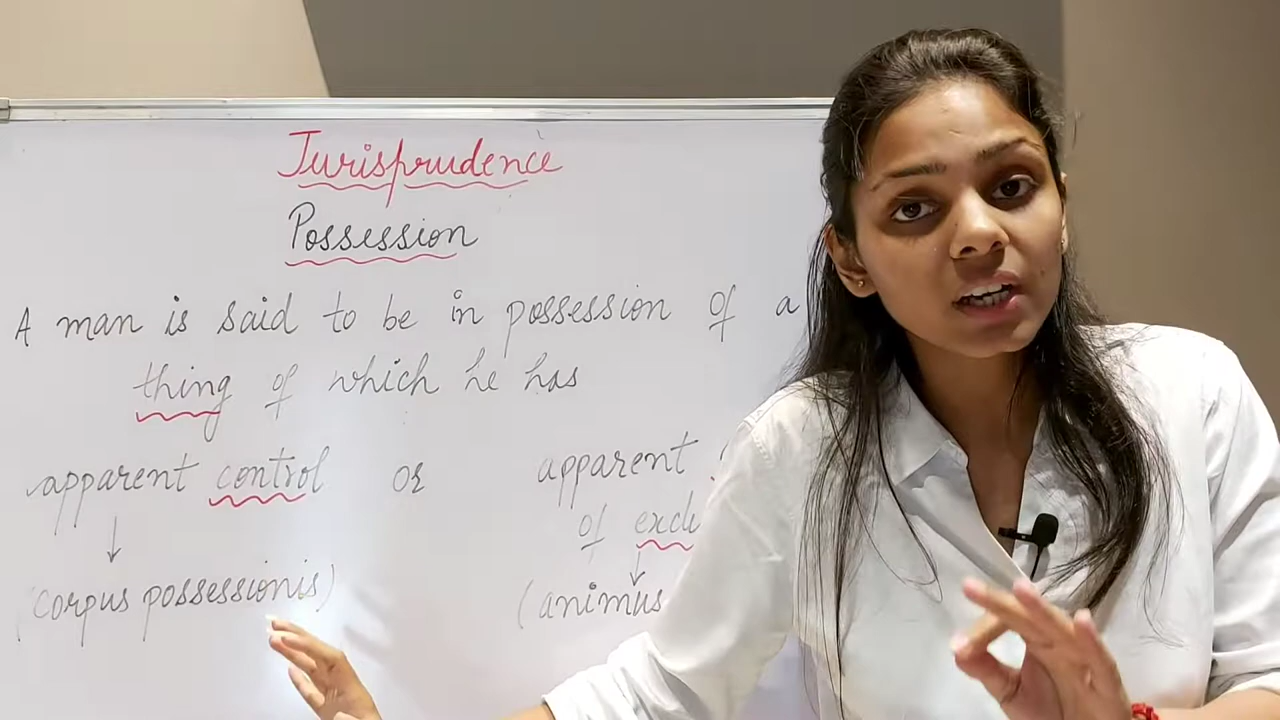 Jurisprudence
Possession
A man is said to be in possession of a
thing of which he has
apparent control or apparent
of
(corpus possessionis) (animus